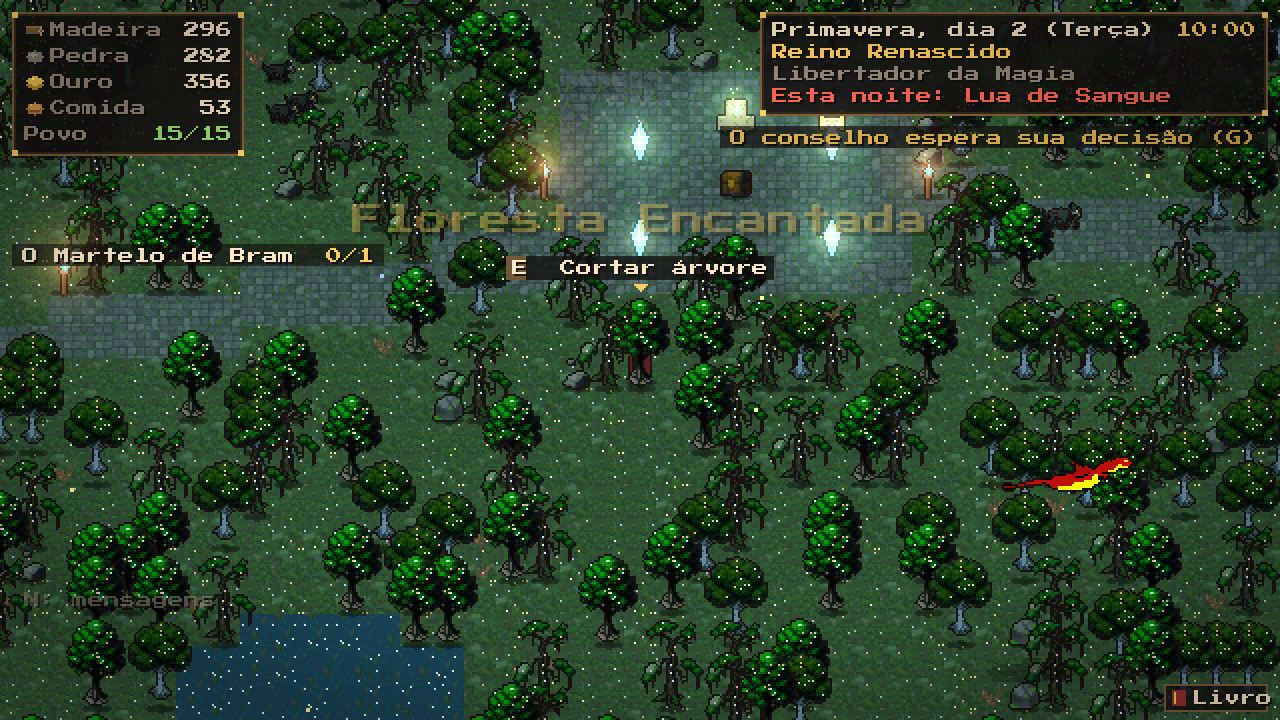 Madeira 296
Pedra 282
Ouro 356
Comida 53
Povo 15/15
Primavera, dia 2 (Terça) 10:00
Reino Renascido
Libertador da Magia
Esta noite: Lua de Sangue
O conselho espera sua decisão (G)
Floresta Encantada
O Martelo de Bram 0/1
E Cortar árvore
N: mensagens
Livro